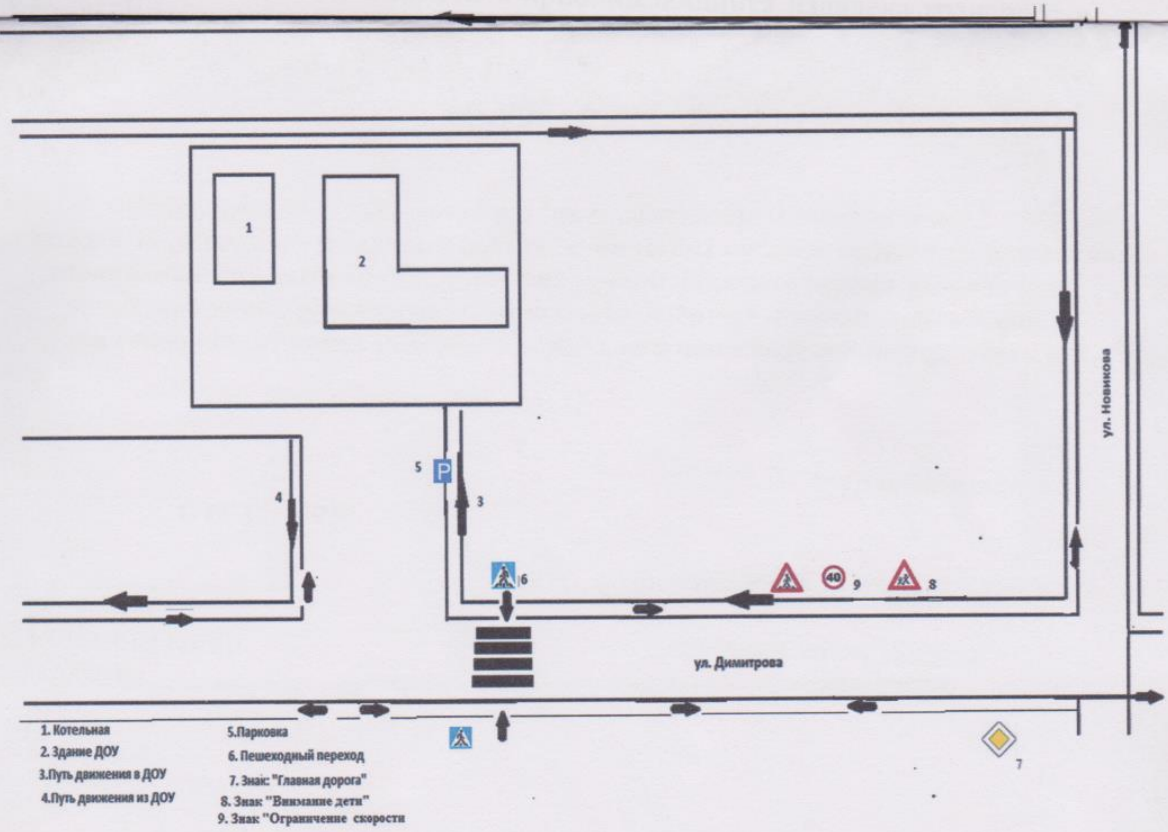 1
2
ул. Новикова
5 P
3
4
6
40
9
8
ул. Димитрова
7
1. Котельная
2. Здание ДОУ
3.Путь движения в ДОУ
4.Путь движения из ДОУ
5.Парковка
6. Пешеходный переход
7. Знак: "Главная дорога"
8. Знак "Внимание дети"
9. Знак "Ограничение скорости